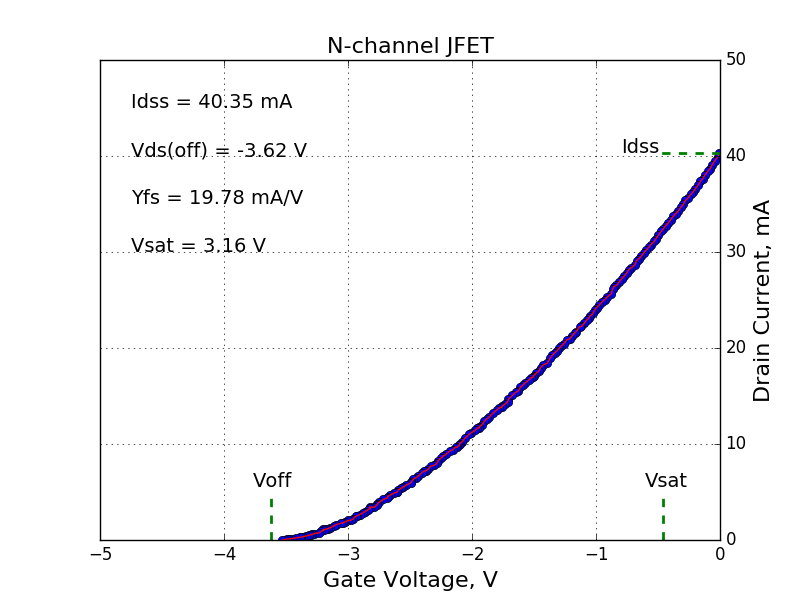 N-channel JFET
Idss = 40.35 mA
Vds(off) = -3.62 V
Yfs = 19.78 mA/V
Vsat = 3.16 V
Idss
Voff
Vsat
50
40
30
20
10
0
Drain Current, mA
−5 −4 −3 −2 −1 0
Gate Voltage, V